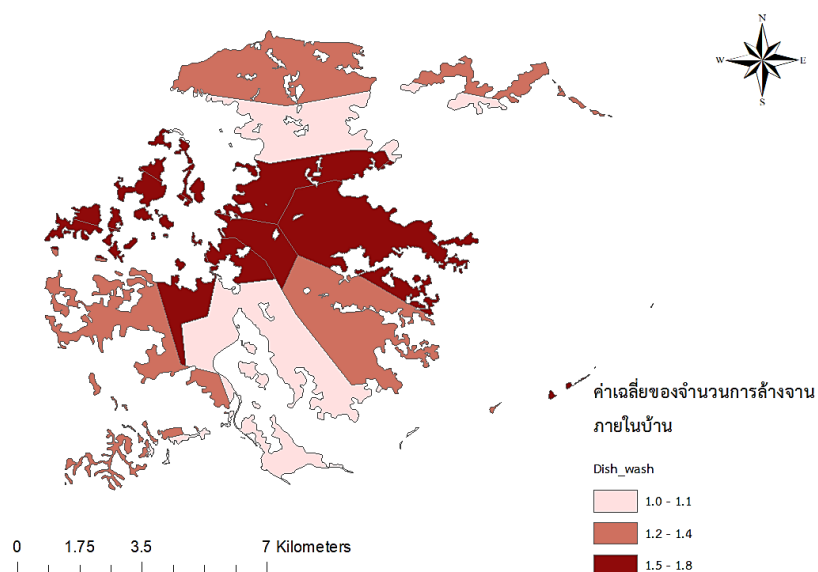 N
W E
S
ค่าเฉลี่ยของจำนวนการล้างจาน
ภายในบ้าน
Dish_wash
1.0 - 1.1
1.2 - 1.4
1.5 - 1.8
0 1.75 3.5 7 Kilometers